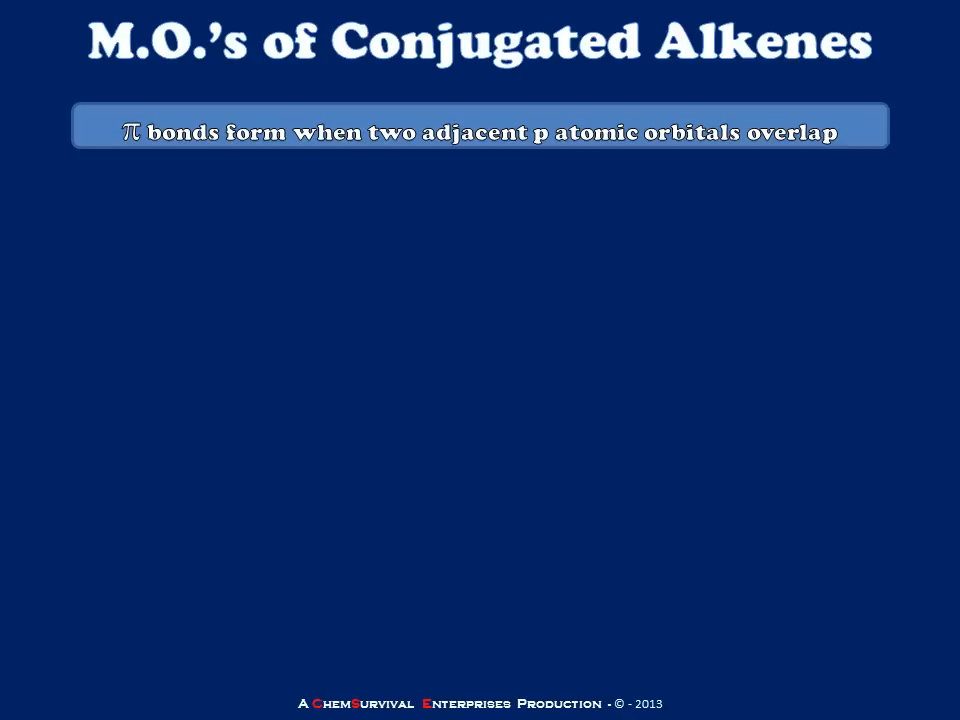 M.O.’s of Conjugated Alkenes
π bonds form when two adjacent p atomic orbitals overlap
A ChemSurvival Enterprises Production - © - 2013